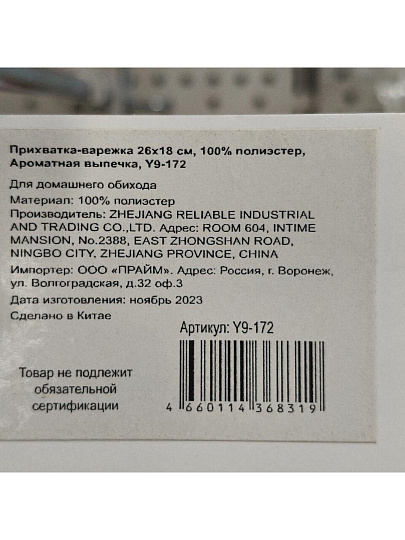 Прихватка-варежка 26х18 см, 100% полиэстер,
Ароматная выпечка, Y9-172
Для домашнего обихода
Материал: 100% полиэстер
Производитель: ZHEJIANG RELIABLE INDUSTRIAL
AND TRADING CO.,LTD. Адрес: ROOM 604, INTIME
MANSION, No.2388, EAST ZHONGSHAN ROAD,
NINGBO CITY, ZHEJIANG PROVINCE, CHINA
Импортер: ООО «ПРАЙМ». Адрес: Россия, г. Воронеж,
ул. Волгоградская, д.32 оф.3
Дата изготовления: ноябрь 2023
Сделано в Китае
Артикул: Y9-172
Товар не подлежит
обязательной
сертификации
4 660114 368319